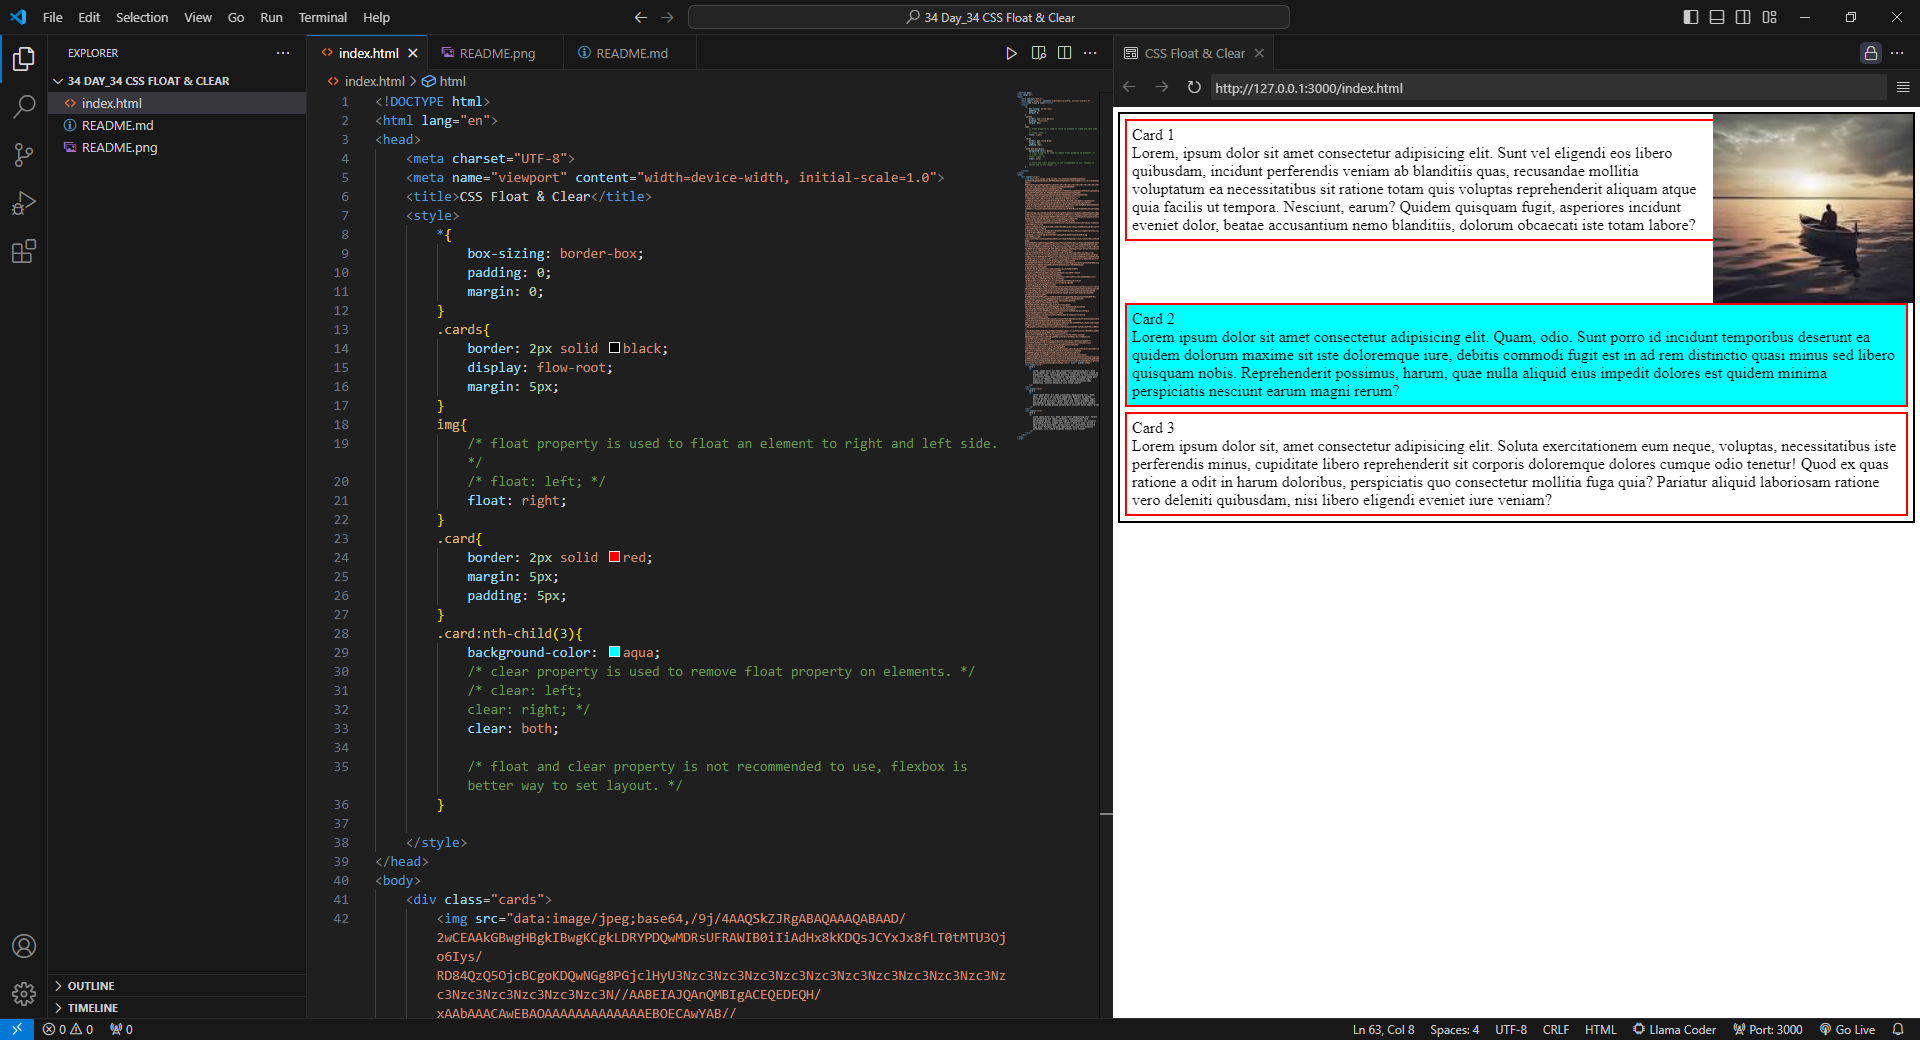 File Edit Selection View Go Run Terminal Help
34 Day_34 CSS Float & Clear
EXPLORER
34 DAY_34 CSS FLOAT & CLEAR
index.html
README.md
README.png
OUTLINE
TIMELINE
index.html README.png README.md
index.html > html
1 <!DOCTYPE html>
2 <html lang="en">
3 <head>
4 <meta charset="UTF-8">
5 <meta name="viewport" content="width=device-width, initial-scale=1.0">
6 <title>CSS Float & Clear</title>
7 <style>
8 *{
9 box-sizing: border-box;
10 padding: 0;
11 margin: 0;
12 }
13 .cards{
14 border: 2px solid black;
15 display: flow-root;
16 margin: 5px;
17 }
18 img{
19 /* float property is used to float an element to right and left side.
*/
20 /* float: left; */
21 float: right;
22 }
23 .card{
24 border: 2px solid red;
25 margin: 5px;
26 padding: 5px;
27 }
28 .card:nth-child(3){
29 background-color: aqua;
30 /* clear property is used to remove float property on elements. */
31 /* clear: left;
32 clear: right; */
33 clear: both;
34
35 /* float and clear property is not recommended to use, flexbox is
better way to set layout. */
36 }
37
38 </style>
39 </head>
40 <body>
41 <div class="cards">
42 <img src="data:image/jpeg;base64,/9j/4AAQSkZJRgABAQAAAQABAAD/
2wCEAAkGBwgHBgkIBwgKCgkLDRYPDQwMDRsUFRAWIB0iIiAdHx8kKDQsJCYxJx8fLT0tMTU3Oj
o6Iys/
RD84QzQ5OjcBCgoKDQwNGg8PGjclHyU3Nzc3Nzc3Nzc3Nzc3Nzc3Nzc3Nzc3Nzc3Nzc3Nzc3Nz
c3Nzc3Nzc3Nzc3Nzc3N//AABEIAJQAnQMBIgACEQEDEQH/
xAAbAAACAwEBAQAAAAAAAAAAAAAEBQECAwYAB//
CSS Float & Clear
http://127.0.0.1:3000/index.html
Card 1
Lorem, ipsum dolor sit amet consectetur adipisicing elit. Sunt vel eligendi eos libero
quibusdam, incidunt perferendis veniam ab blanditiis quas, recusandae mollitia
voluptatum ea necessitatibus sit ratione totam quis voluptas reprehenderit aliquam atque
quia facilis ut tempora. Nesciunt, earum? Quidem quisquam fugit, asperiores incidunt
eveniet dolor, beatae accusantium nemo blanditiis, dolorum obcaecati iste totam labore?
Card 2
Lorem ipsum dolor sit amet consectetur adipisicing elit. Quam, odio. Sunt porro id incidunt temporibus deserunt ea
quidem dolorum maxime sit iste doloremque iure, debitis commodi fugit est in ad rem distinctio quasi minus sed libero
quisquam nobis. Reprehenderit possimus, harum, quae nulla aliquid eius impedit dolores est quidem minima
perspiciatis nesciunt earum magni rerum?
Card 3
Lorem ipsum dolor sit, amet consectetur adipisicing elit. Soluta exercitationem eum neque, voluptas, necessitatibus iste
perferendis minus, cupiditate libero reprehenderit sit corporis doloremque dolores cumque odio tenetur! Quod ex quas
ratione a odit in harum doloribus, perspiciatis quo consectetur mollitia fuga quia? Pariatur aliquid laboriosam ratione
vero deleniti quibusdam, nisi libero eligendi eveniet iure veniam?
0 0 0
Ln 63, Col 8 Spaces: 4 UTF-8 CRLF HTML Llama Coder Port: 3000 Go Live